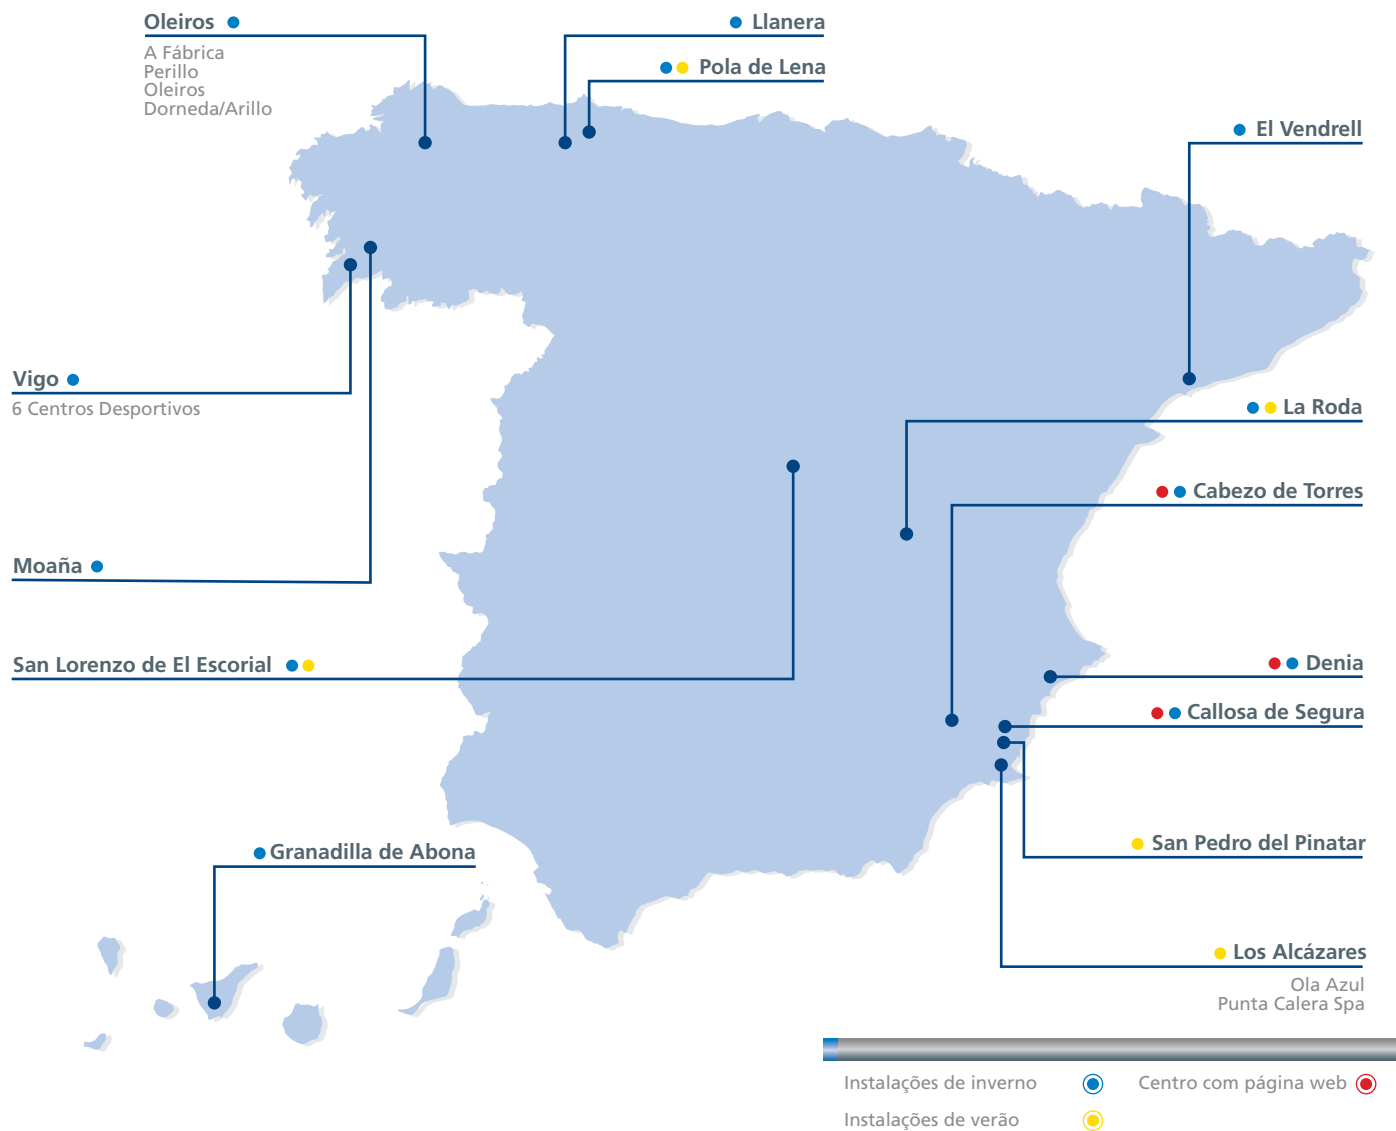 Oleiros
A Fábrica
Perillo
Oleiros
Dorneda/Arillo
Llanera
Pola de Lena
El Vendrell
Vigo
6 Centros Desportivos
La Roda
Cabezo de Torres
Moaña
San Lorenzo de El Escorial
Denia
Callosa de Segura
Granadilla de Abona
San Pedro del Pinatar
Los Alcázares
Ola Azul
Punta Calera Spa
Instalações de inverno
Centro com página web
Instalações de verão